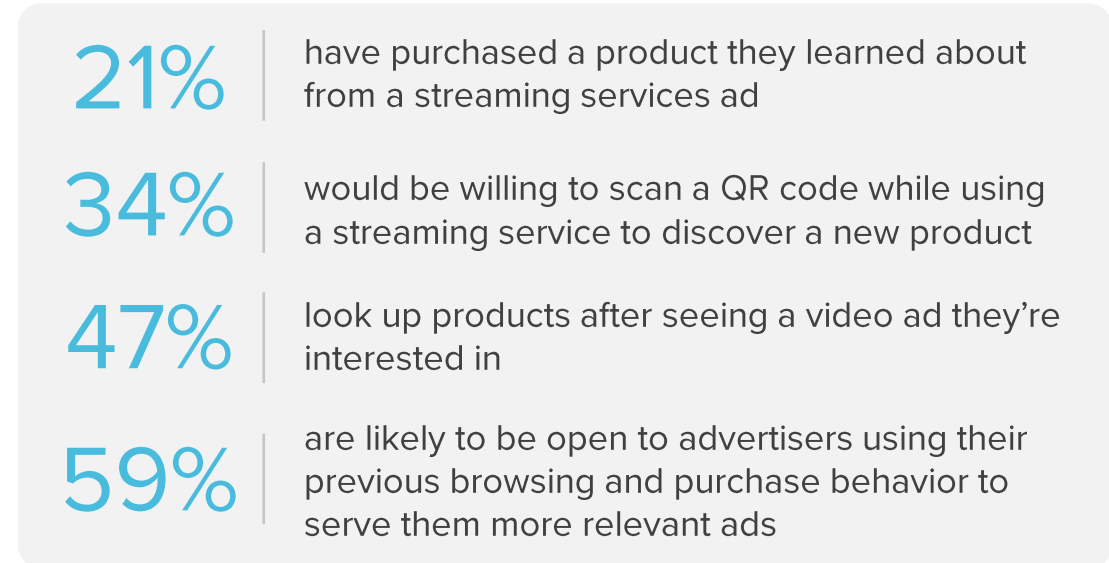 21%
have purchased a product they learned about
from a streaming services ad
34%
would be willing to scan a QR code while using
a streaming service to discover a new product
47%
look up products after seeing a video ad they’re
interested in
59%
are likely to be open to advertisers using their
previous browsing and purchase behavior to
serve them more relevant ads